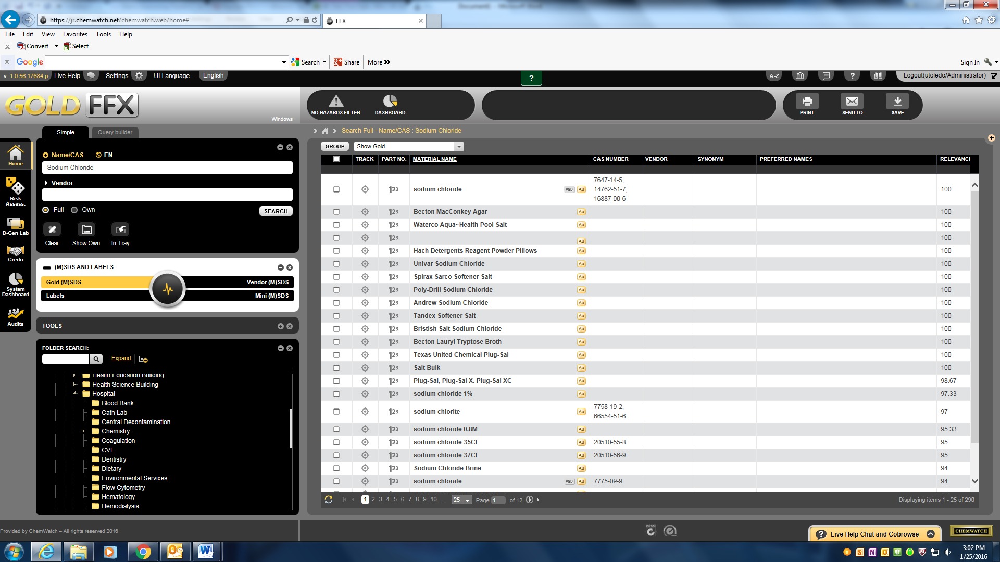 https://jr.chemwatch.net/chemwatch.web/home#
FFX
File Edit View Favorites Tools Help
x Convert Select
x Google Search Share More » Sign In
v. 1.0.56.17684.p Live Help Settings UI Language – English ? A-Z ? Logout(utoledo/Administrator)
GOLD FFX
Windows
NO HAZARDS FILTER DASHBOARD PRINT SEND TO SAVE
Simple Query builder
Search Full - Name/CAS : Sodium Chloride
Home
Risk Assess.
D-Gen Lab
Credo
System Dashboard
Audits
Name/CAS EN
Sodium Chloride
Vendor
Full Own SEARCH
Clear Show Own In-Tray
(M)SDS AND LABELS
Gold (M)SDS Vendor (M)SDS
Labels Mini (M)SDS
TOOLS
FOLDER SEARCH:
Expand
Health Education Building
Health Science Building
Hospital
Blood Bank
Cath Lab
Central Decontamination
Chemistry
Coagulation
CVL
Dentistry
Dietary
Environmental Services
Flow Cytometry
Hematology
Hemodialysis
GROUP Show Gold
TRACK PART NO. MATERIAL NAME CAS NUMBER VENDOR SYNONYM PREFERRED NAMES RELEVANCE
123 sodium chloride VGD Au 7647-14-5, 14762-51-7, 16887-00-6 100
123 Becton MacConkey Agar Au 100
123 Waterco Aqua~Health Pool Salt Au 100
123 Au 100
123 Hach Detergents Reagent Powder Pillows Au 100
123 Univar Sodium Chloride Au 100
123 Spirax Sarco Softener Salt Au 100
123 Poly-Drill Sodium Chloride Au 100
123 Andrew Sodium Chloride Au 100
123 Tandex Softener Salt Au 100
123 Bristish Salt Sodium Chloride Au 100
123 Becton Lauryl Tryptose Broth Au 100
123 Texas United Chemical Plug-Sal Au 100
123 Salt Bulk Au 100
123 Plug-Sal, Plug-Sal X. Plug-Sal XC Au 98.67
123 sodium chloride 1% Au 97.33
123 sodium chlorite Au 7758-19-2, 66554-51-6 97
123 sodium chloride 0.8M Au 95.33
123 sodium chloride-35Cl Au 20510-55-8 95
123 sodium chloride-37Cl Au 20510-56-9 95
123 Sodium Chloride Brine Au 94
123 sodium chlorate VGD Au 7775-09-9 94
1 2 3 4 5 6 7 8 9 10 ... 25 Page 1 of 12 Displaying items 1 - 25 of 290
Provided by ChemWatch – All rights reserved 2016
? Live Help Chat and Cobrowse
CHEMWATCH
3:02 PM
1/25/2016